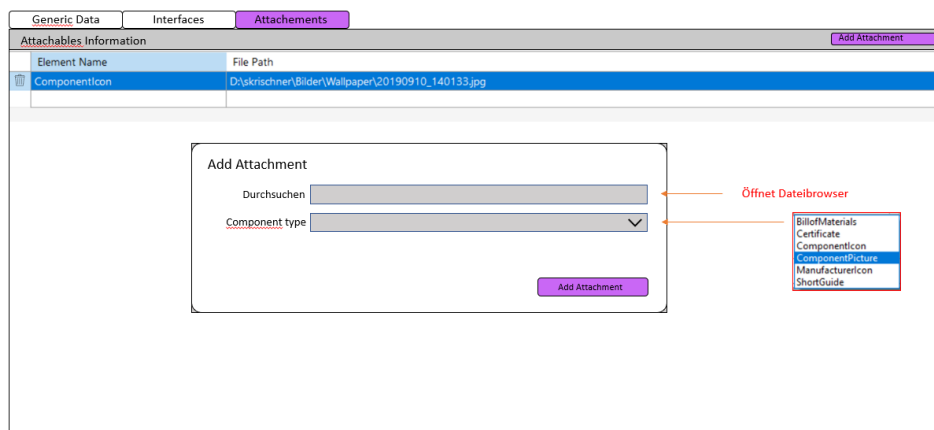 Generic Data
Interfaces
Attachements
Attachables Information
Add Attachment
Element Name
File Path
ComponentIcon
D:\skrischner\Bilder\Wallpaper\20190910_140133.jpg
Add Attachment
Durchsuchen
Öffnet Dateibrowser
Component type
BillofMaterials
Certificate
ComponentIcon
ComponentPicture
ManufacturerIcon
ShortGuide
Add Attachment